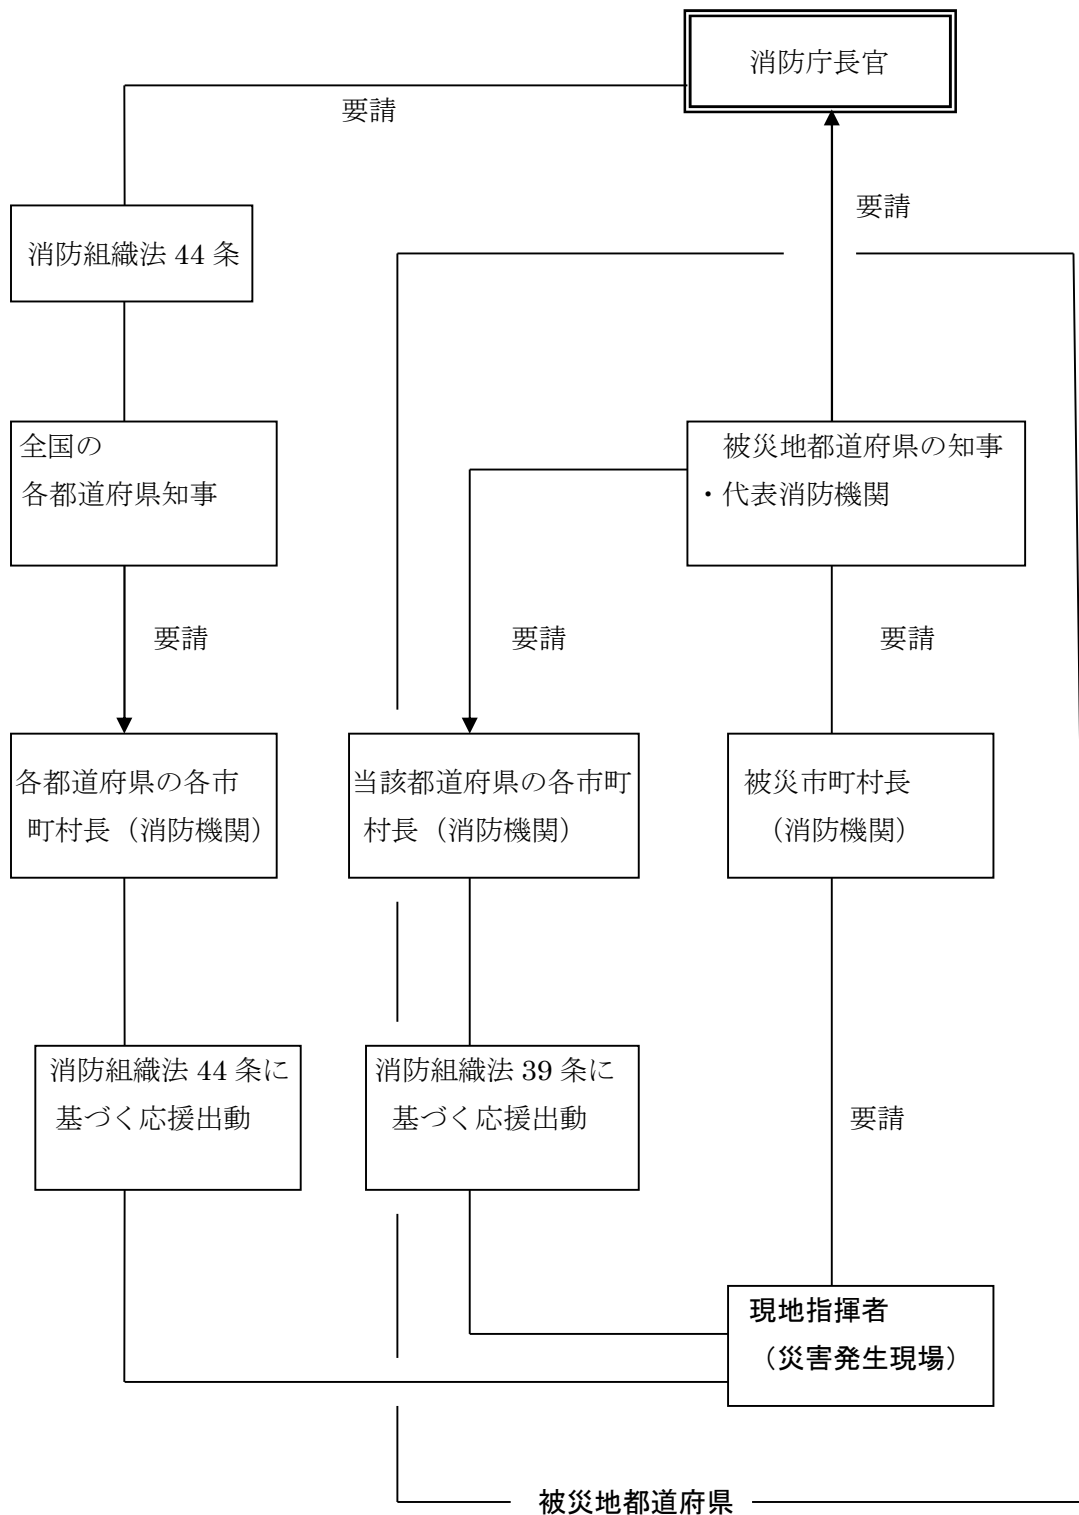 消防庁長官
要請
要請
消防組織法 44 条
全国の
各都道府県知事
被災地都道府県の知事
・代表消防機関
要請
要請
要請
各都道府県の各市
町村長（消防機関）
当該都道府県の各市町
村長（消防機関）
被災市町村長
（消防機関）
消防組織法 44 条に
基づく応援出動
消防組織法 39 条に
基づく応援出動
要請
現地指揮者
（災害発生現場）
被災地都道府県